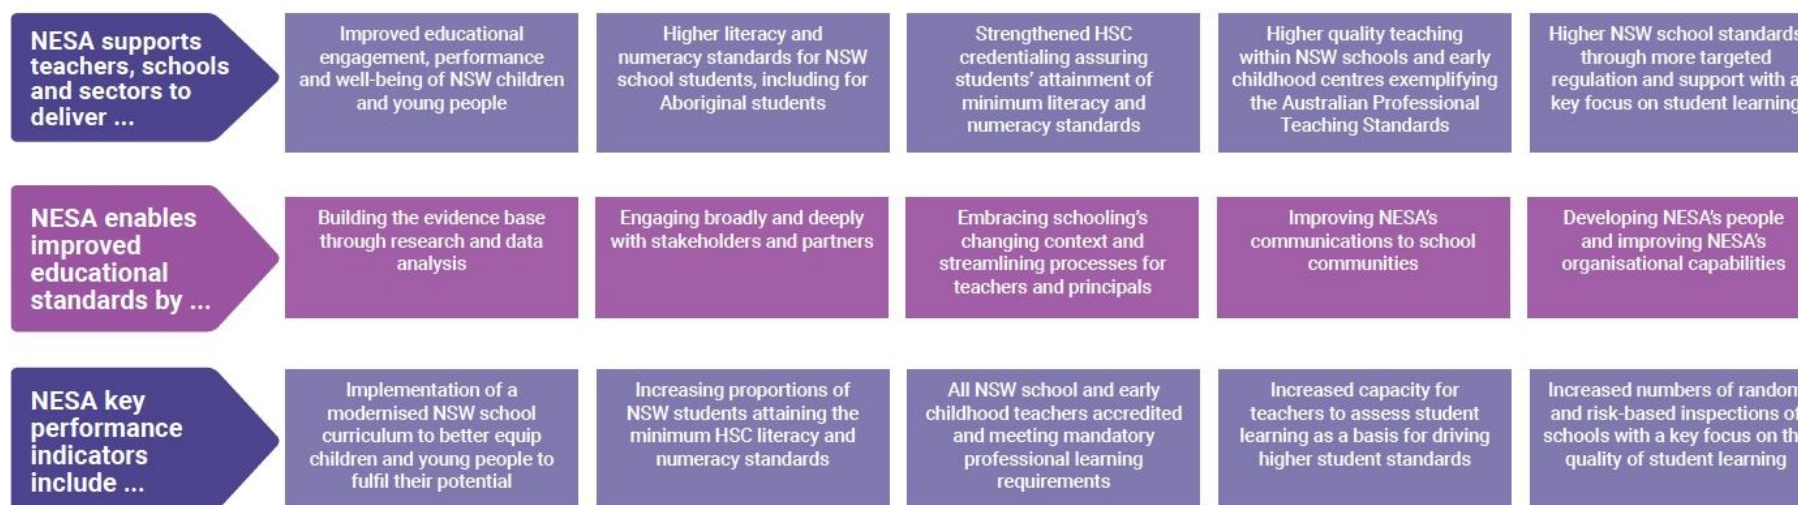 NESA supports
teachers, schools
and sectors to
deliver ...
Improved educational
engagement, performance
and well-being of NSW children
and young people
Higher literacy and
numeracy standards for NSW
school students, including for
Aboriginal students
Strengthened HSC
credentialing assuring
students’ attainment of
minimum literacy and
numeracy standards
Higher quality teaching
within NSW schools and early
childhood centres exemplifying
the Australian Professional
Teaching Standards
Higher NSW school standards
through more targeted
regulation and support with a
key focus on student learning
NESA enables
improved
educational
standards by ...
Building the evidence base
through research and data
analysis
Engaging broadly and deeply
with stakeholders and partners
Embracing schooling’s
changing context and
streamlining processes for
teachers and principals
Improving NESA’s
communications to school
communities
Developing NESA’s people
and improving NESA’s
organisational capabilities
NESA key
performance
indicators
include ...
Implementation of a
modernised NSW school
curriculum to better equip
children and young people to
fulfil their potential
Increasing proportions of
NSW students attaining the
minimum HSC literacy and
numeracy standards
All NSW school and early
childhood teachers accredited
and meeting mandatory
professional learning
requirements
Increased capacity for
teachers to assess student
learning as a basis for driving
higher student standards
Increased numbers of random
and risk-based inspections of
schools with a key focus on th
quality of student learning